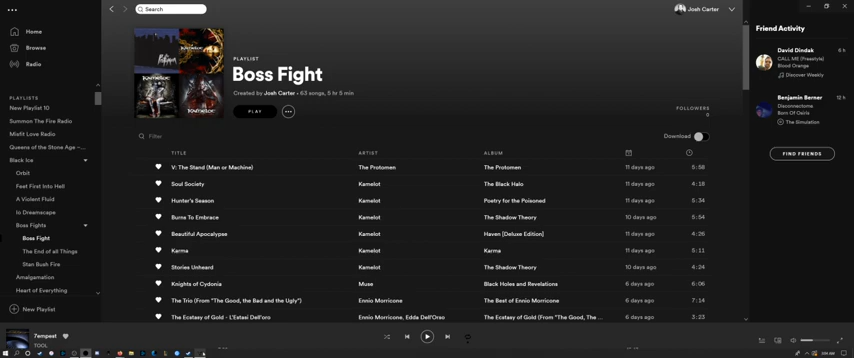 Search
Josh Carter
Home
Browse
Radio
PLAYLISTS
New Playlist 10
Summon The Fire Radio
Misfit Love Radio
Queens of the Stone Age –...
Black Ice
Orbit
Feel First Into Hell
A Violent Fluid
Io Dreamscape
Boss Fights
Boss Fight
The End of all Things
Stan Bush Fire
Amalgamation
Heart of Everything
New Playlist
PLAYLIST
Boss Fight
Created by Josh Carter • 63 songs, 5 hr 5 min
PLAY
FOLLOWERS
0
Filter
Download
TITLE ARTIST ALBUM
V: The Stand (Man or Machine) The Protomen The Protomen 11 days ago 5:58
Soul Society Kamelot The Black Halo 11 days ago 4:18
Hunter's Season Kamelot Poetry for the Poisoned 11 days ago 5:34
Burns To Embrace Kamelot The Shadow Theory 10 days ago 5:54
Beautiful Apocalypse Kamelot Haven [Deluxe Edition] 11 days ago 4:26
Karma Kamelot Karma 11 days ago 5:11
Stories Unheard Kamelot The Shadow Theory 10 days ago 4:24
Knights of Cydonia Muse Black Holes and Revelations 6 days ago 6:06
The Trio (From "The Good, the Bad and the Ugly") Ennio Morricone The Best of Ennio Morricone 6 days ago 7:14
The Ecstasy of Gold - L'Estasi Dell'oro Ennio Morricone, Edda Dell'Orso The Ecstasy of Gold (From "The Good, The ... 6 days ago 3:22
Friend Activity
David Dindak 6 h
CALL ME (Freestyle)
Blood Orange
Discover Weekly
Benjamin Berner 12 h
Disconnectome
Born Of Osiris
The Simulation
FIND FRIENDS
7empest
TOOL